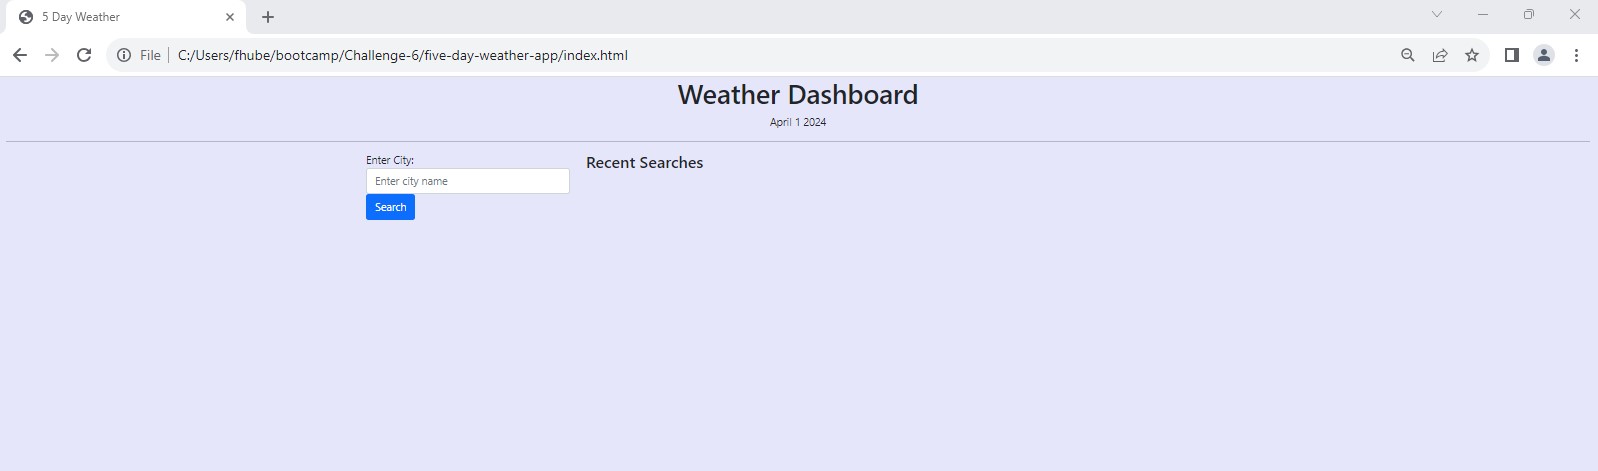 5 Day Weather
File
C:/Users/fhube/bootcamp/Challenge-6/five-day-weather-app/index.html
Weather Dashboard
April 1 2024
Enter City:
Enter city name
Search
Recent Searches